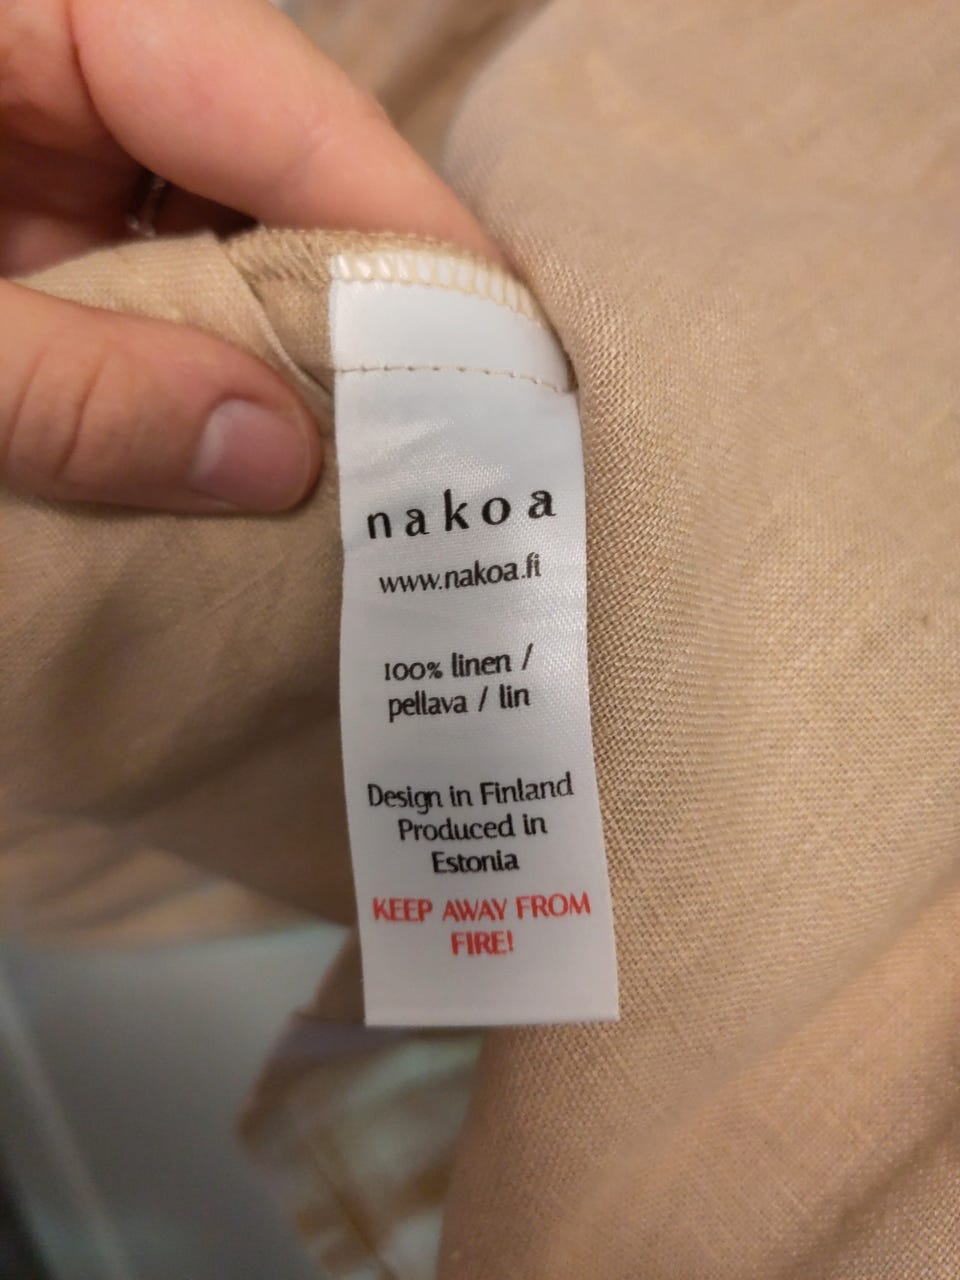 nakoa
www.nakoa.fi
100% linen /
pellava / lin
Design in Finland
Produced in
Estonia
KEEP AWAY FROM
FIRE!